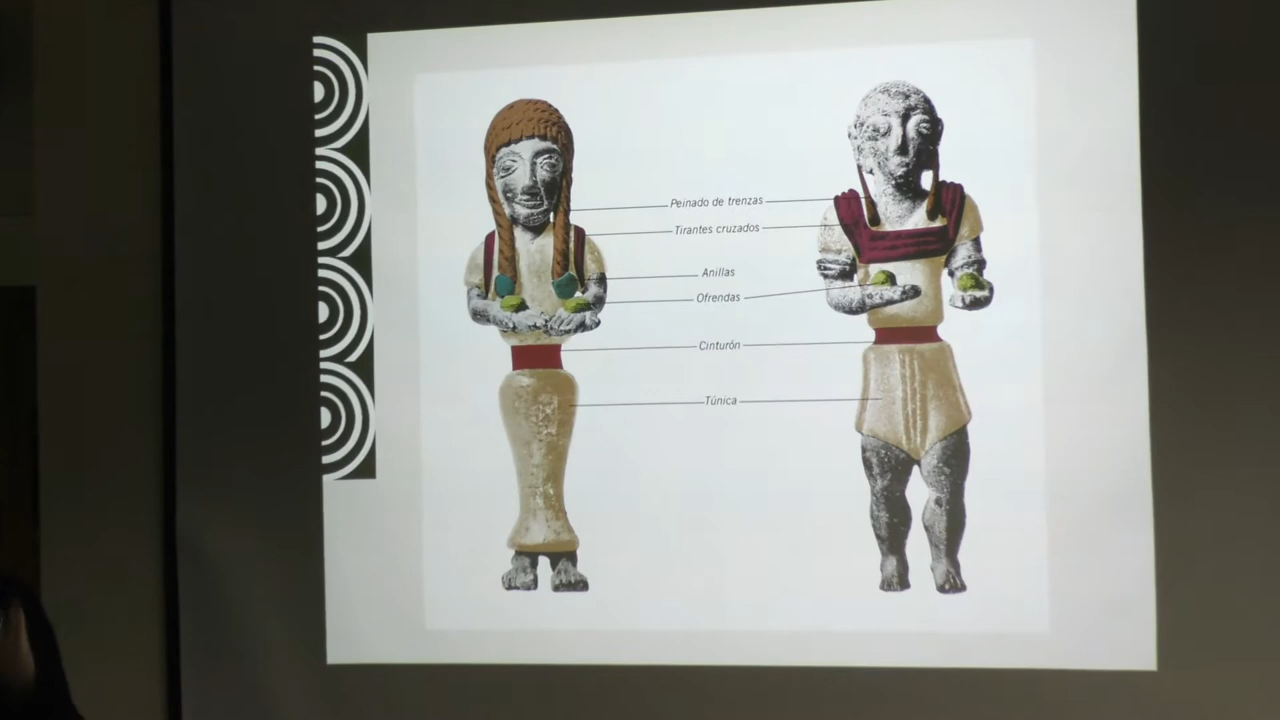 Peinado de trenzas
Tirantes cruzados
Anillas
Ofrendas
Cinturón
Túnica